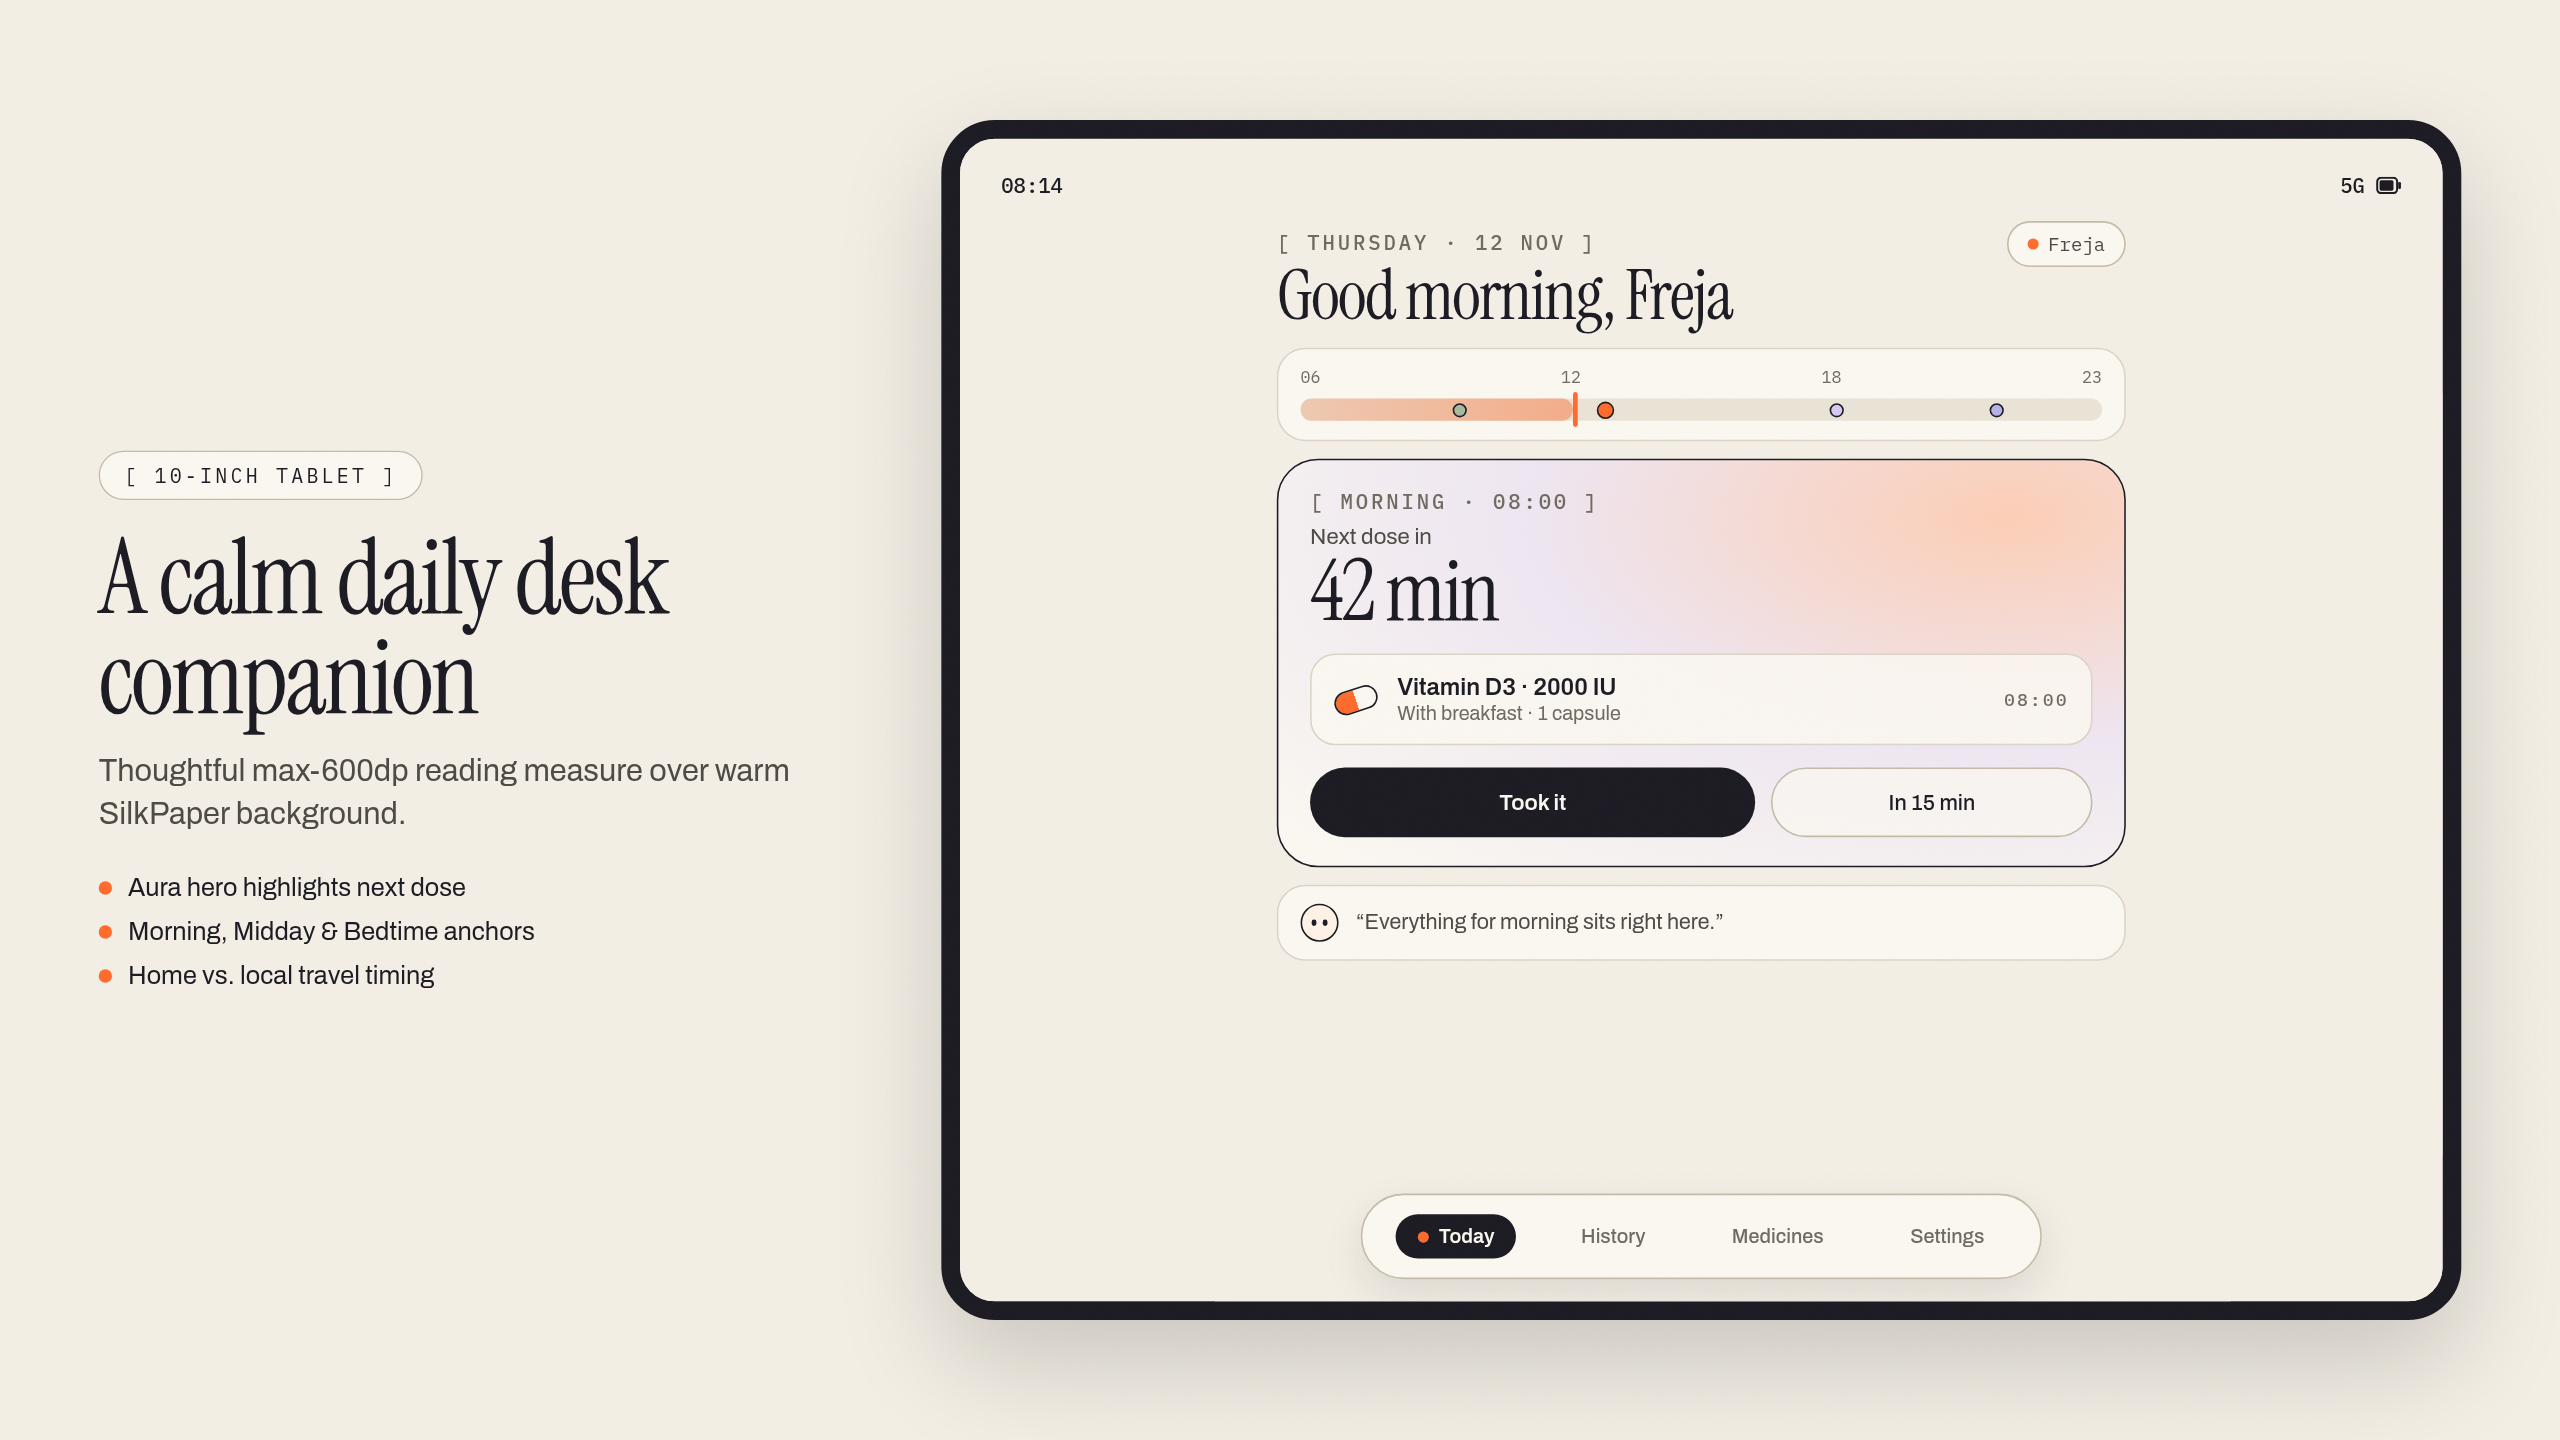 [ 10-INCH TABLET ]
A calm daily desk
companion
Thoughtful max-600dp reading measure over warm
SilkPaper background.
Aura hero highlights next dose
Morning, Midday & Bedtime anchors
Home vs. local travel timing
08:14
5G
[ THURSDAY · 12 NOV ]
Freja
Good morning, Freja
06 12 18 23
[ MORNING · 08:00 ]
Next dose in
42 min
Vitamin D3 · 2000 IU
With breakfast · 1 capsule
08:00
Took it
In 15 min
“Everything for morning sits right here.”
Today History Medicines Settings